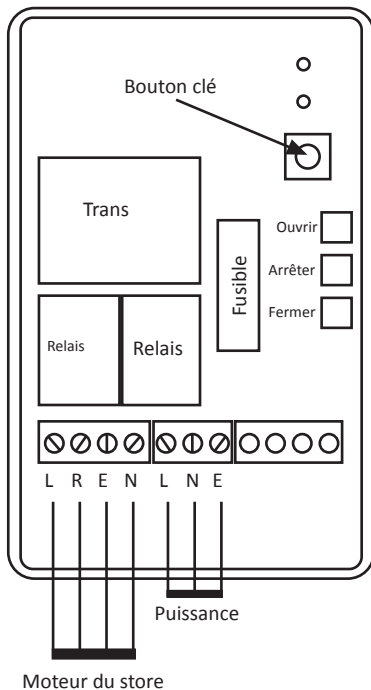 Bouton clé
Trans
Ouvrir
Fusible
Arrêter
Fermer
Relais
Relais
L R E N L N E
Puissance
Moteur du store